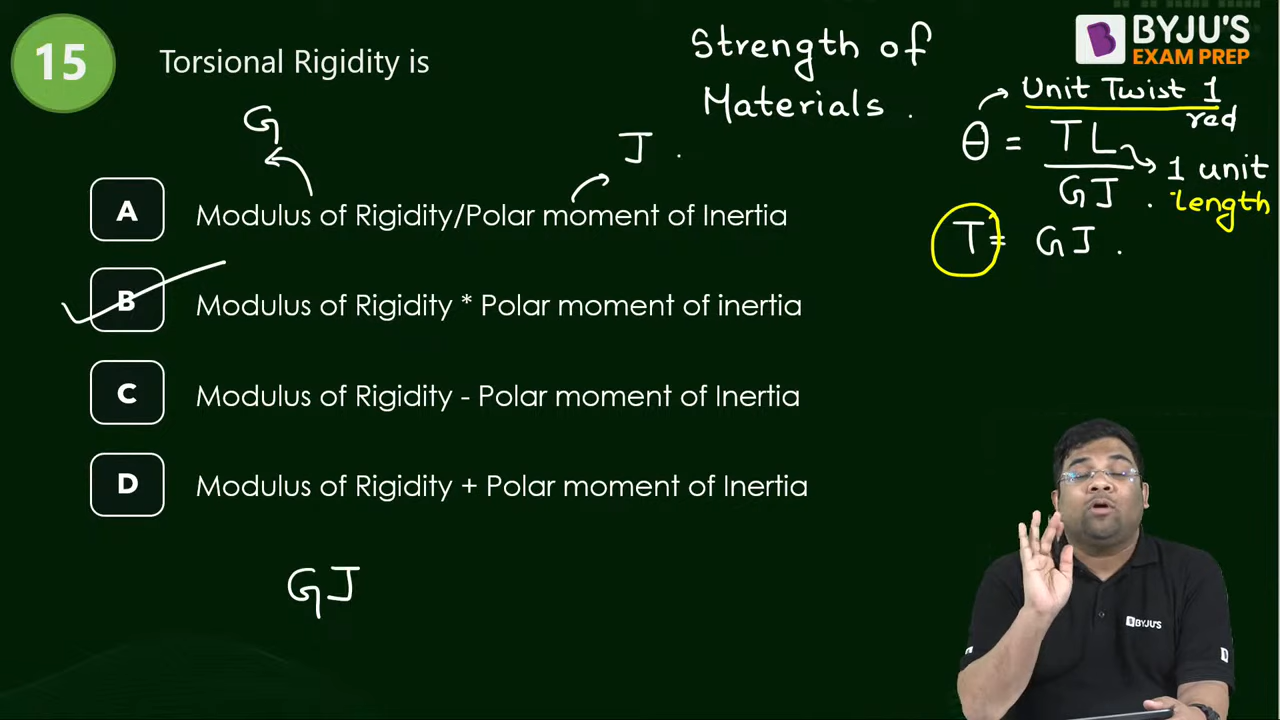 15
Torsional Rigidity is
Strength of
Materials .
BYJU'S
EXAM PREP
G
J .
Unit Twist 1
red
θ = TL
GJ .
1 unit
length
T = GJ .
A
Modulus of Rigidity/Polar moment of Inertia
B
Modulus of Rigidity * Polar moment of inertia
C
Modulus of Rigidity - Polar moment of Inertia
D
Modulus of Rigidity + Polar moment of Inertia
GJ
BYJU'S